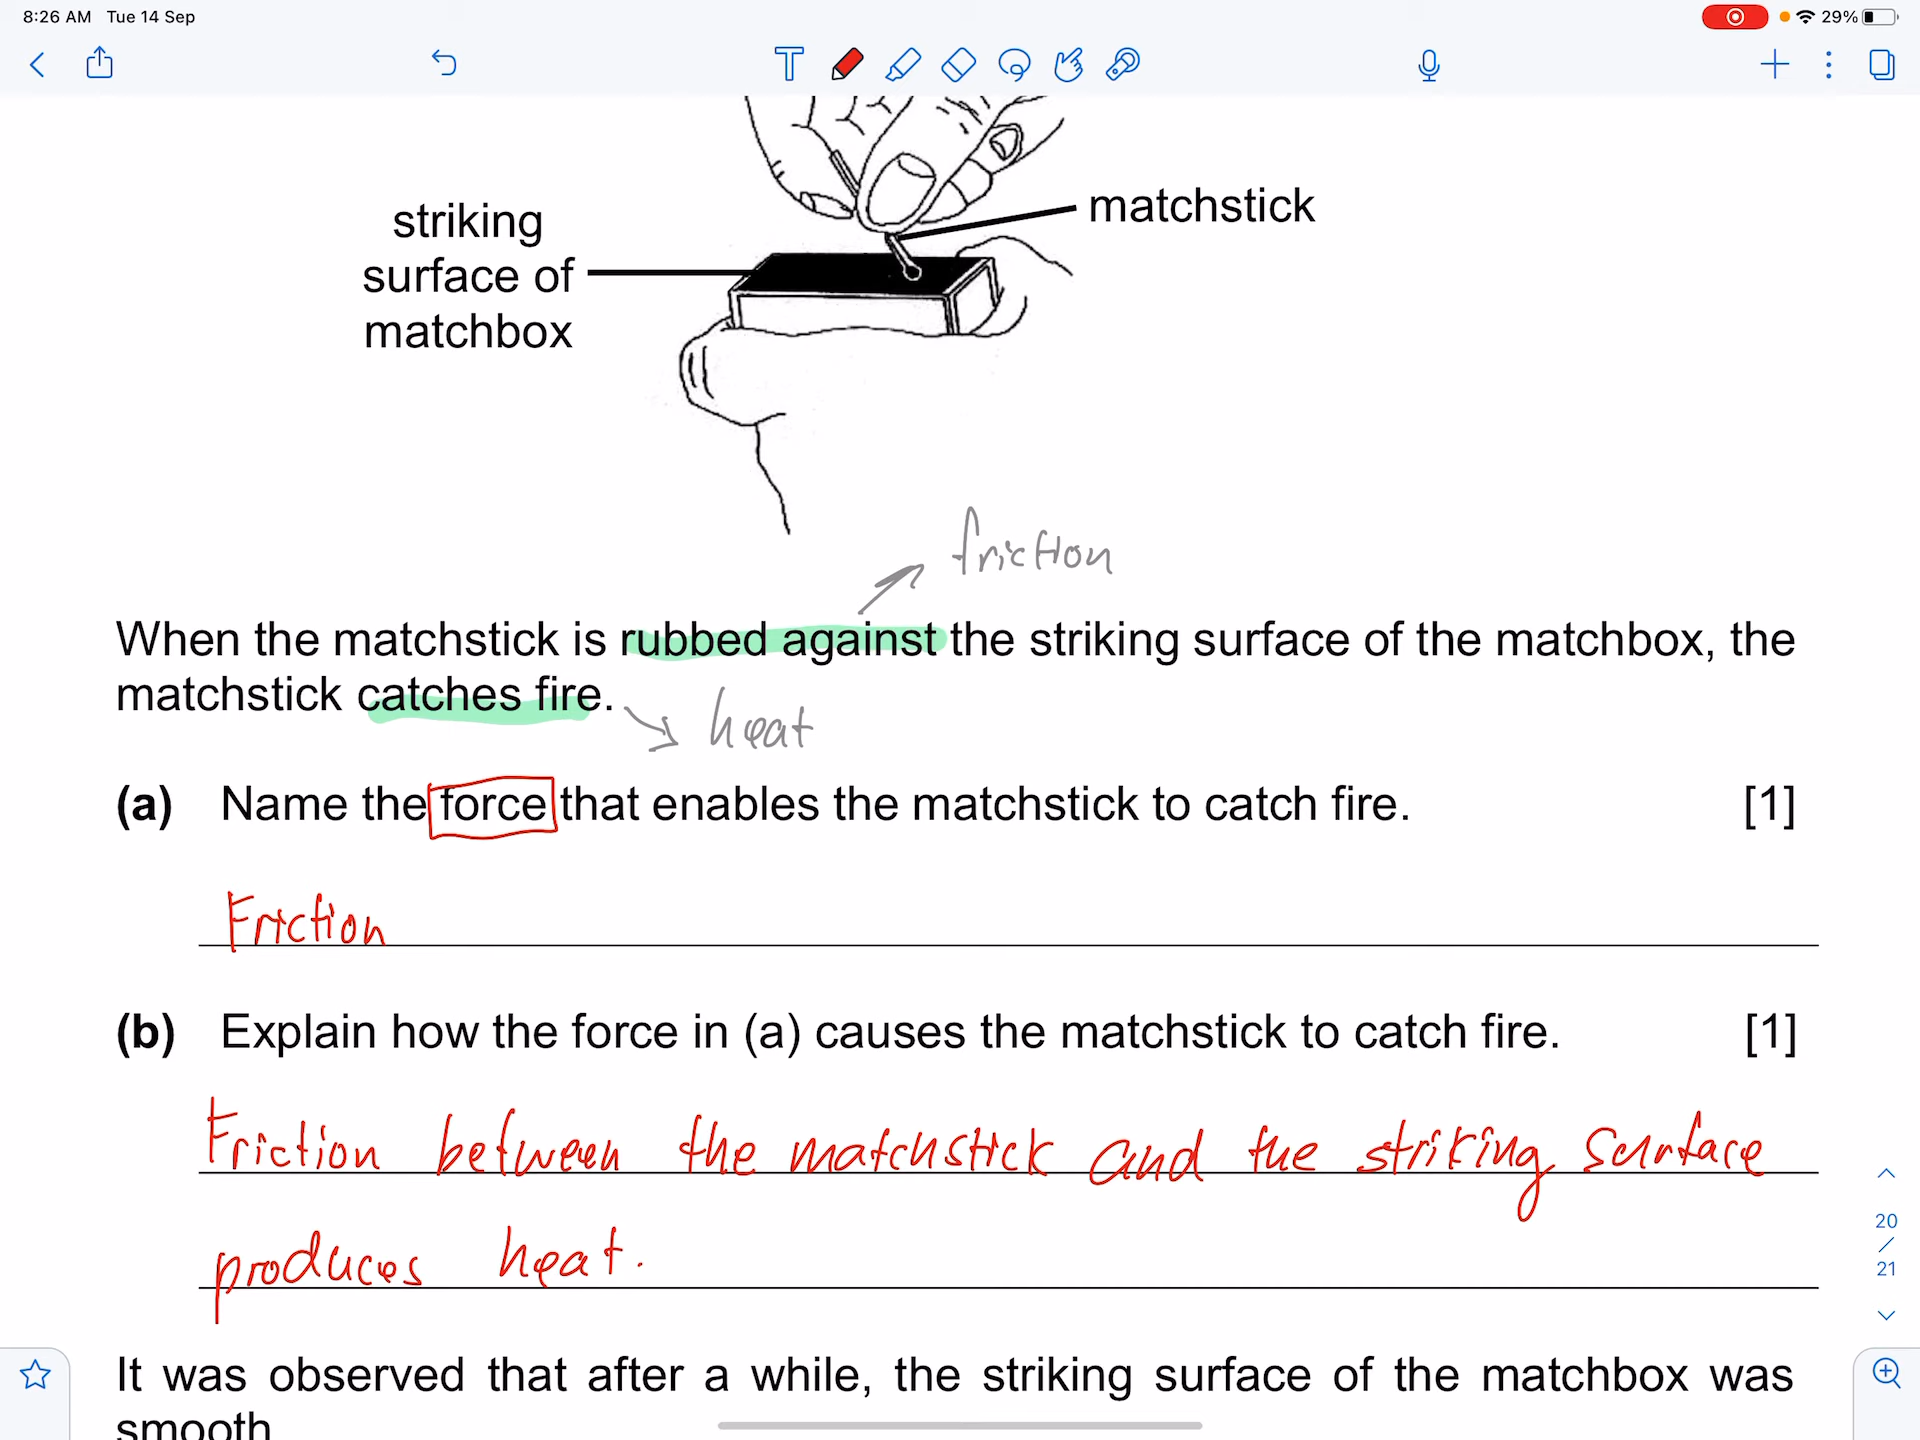 8:26 AM Tue 14 Sep
29%
striking
surface of
matchbox
matchstick
friction
When the matchstick is rubbed against the striking surface of the matchbox, the
matchstick catches fire.
heat
(a) Name the force that enables the matchstick to catch fire. [1]
Friction
(b) Explain how the force in (a) causes the matchstick to catch fire. [1]
Friction between the matchstick and the striking surface
produces heat.
20
/
21
It was observed that after a while, the striking surface of the matchbox was
smooth